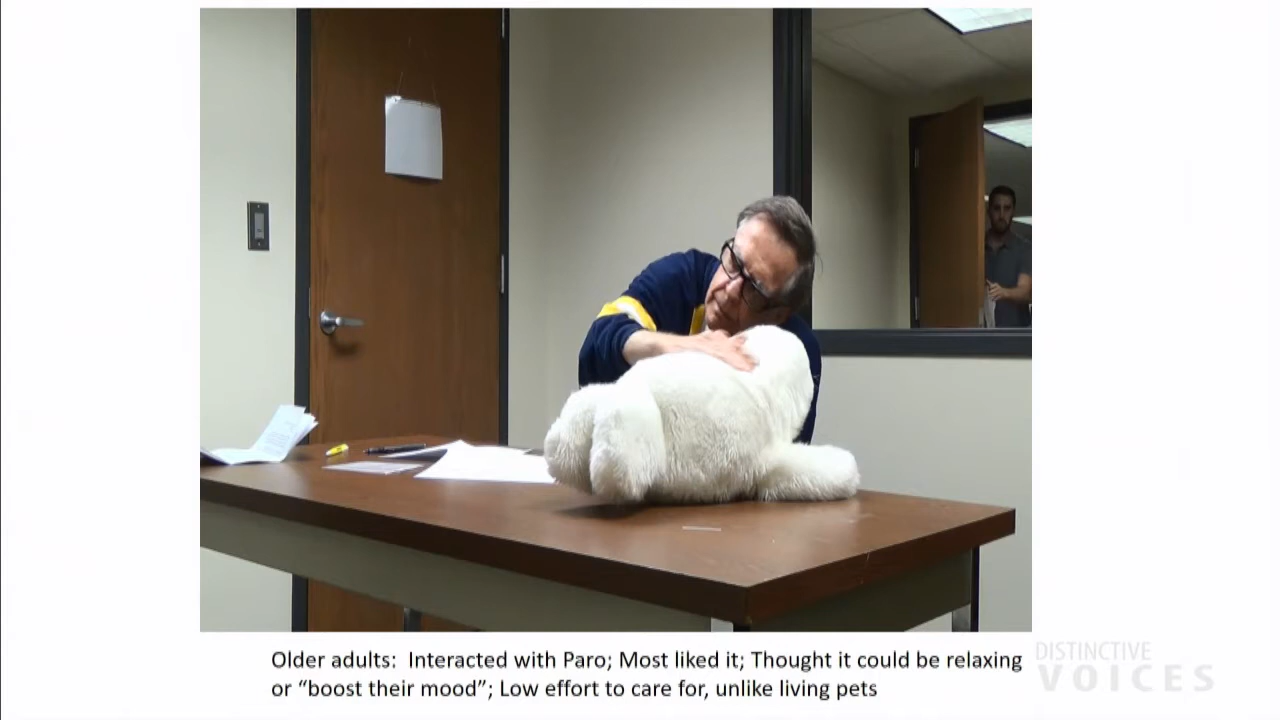 Older adults:  Interacted with Paro; Most liked it; Thought it could be relaxing
or “boost their mood”; Low effort to care for, unlike living pets
DISTINCTIVE
VOICES